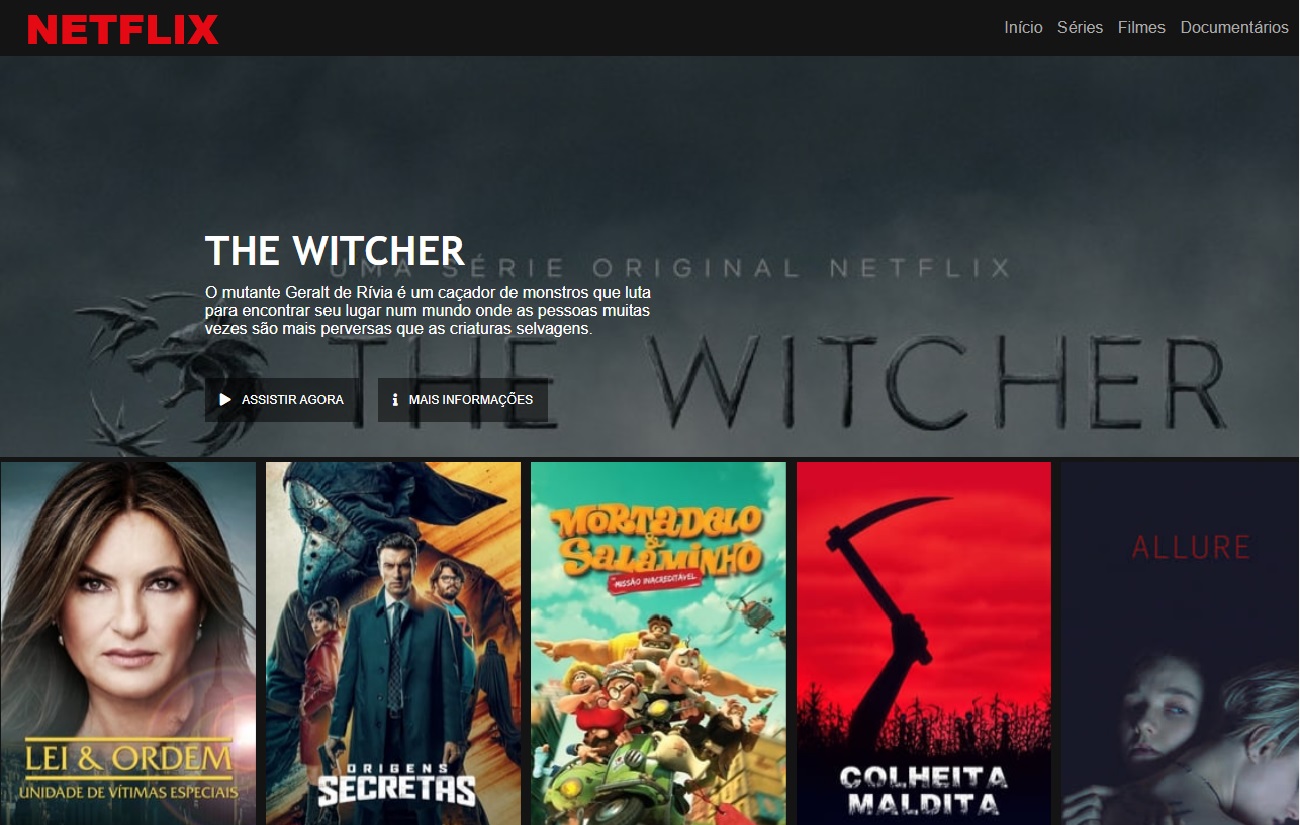 NETFLIX
Início Séries Filmes Documentários
THE WITCHER
UMA SÉRIE ORIGINAL NETFLIX
O mutante Geralt de Rívia é um caçador de monstros que luta
para encontrar seu lugar num mundo onde as pessoas muitas
vezes são mais perversas que as criaturas selvagens.
THE WITCHER
ASSISTIR AGORA
MAIS INFORMAÇÕES
LEI & ORDEM
UNIDADE DE VÍTIMAS ESPECIAIS
ORIGENS
SECRETAS
MORTADELO
& SALAMINHO
MISSÃO INACREDITÁVEL
COLHEITA
MALDITA
ALLURE